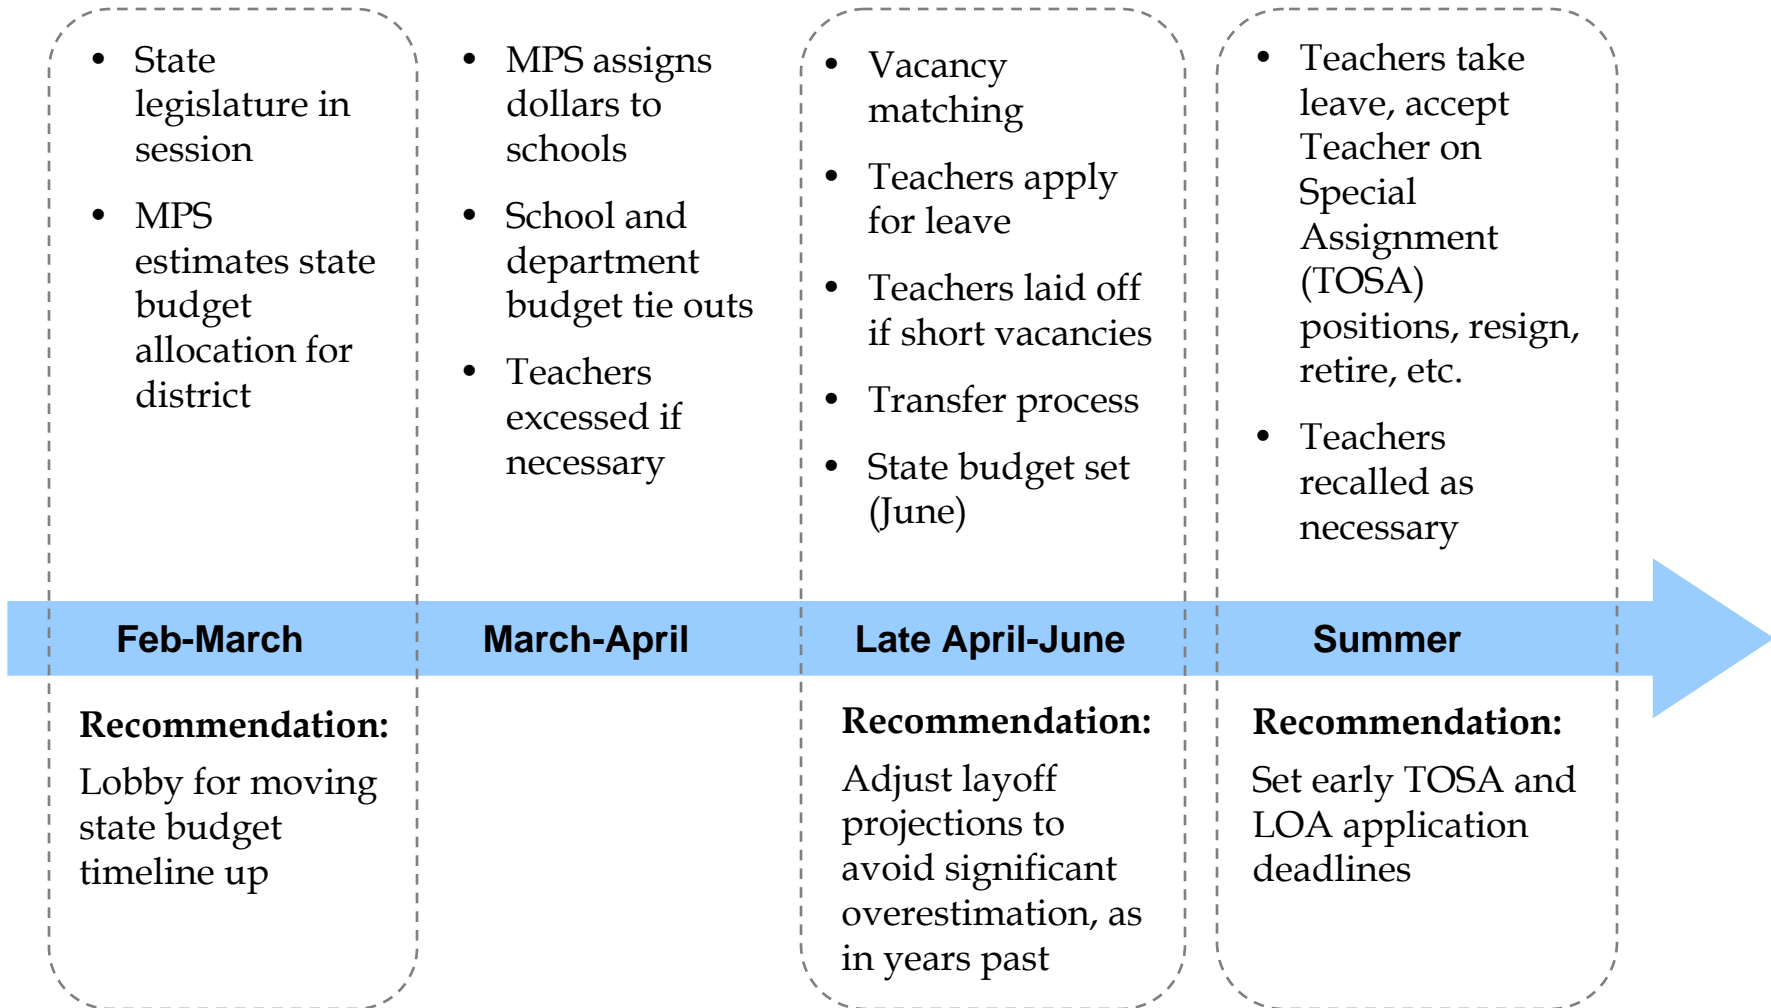 • State
legislature in
session
• MPS
estimates state
budget
allocation for
district
• MPS assigns
dollars to
schools
• School and
department
budget tie outs
• Teachers
excessed if
necessary
• Vacancy
matching
• Teachers apply
for leave
• Teachers laid off
if short vacancies
• Transfer process
• State budget set
(June)
• Teachers take
leave, accept
Teacher on
Special
Assignment
(TOSA)
positions, resign,
retire, etc.
• Teachers
recalled as
necessary
Feb-March
March-April
Late April-June
Summer
Recommendation:
Lobby for moving
state budget
timeline up
Recommendation:
Adjust layoff
projections to
avoid significant
overestimation, as
in years past
Recommendation:
Set early TOSA and
LOA application
deadlines